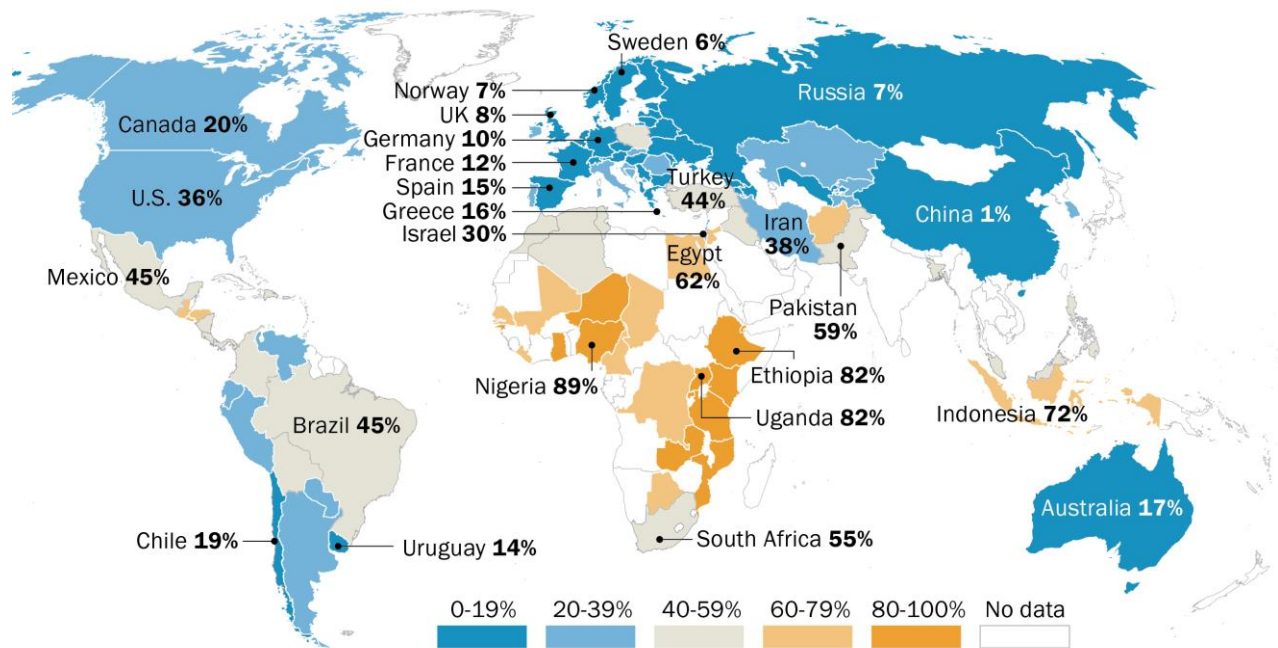 Sweden 6%
Norway 7%
UK 8%
Germany 10%
France 12%
Spain 15%
Greece 16%
Israel 30%
Canada 20%
U.S. 36%
Mexico 45%
Russia 7%
Turkey
44%
Iran
38%
China 1%
Egypt
62%
Pakistan
59%
Nigeria 89%
Ethiopia 82%
Uganda 82%
Indonesia 72%
Brazil 45%
Australia 17%
Chile 19%
Uruguay 14%
South Africa 55%
0-19% 20-39% 40-59% 60-79% 80-100% No data